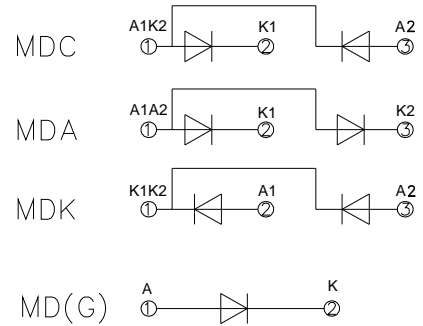 A1K2 K1 A2
MDC 1 2 3
A1A2 K1 K2
MDA 1 2 3
K1K2 A1 A2
MDK 1 2 3
A K
MD(G) 1 2